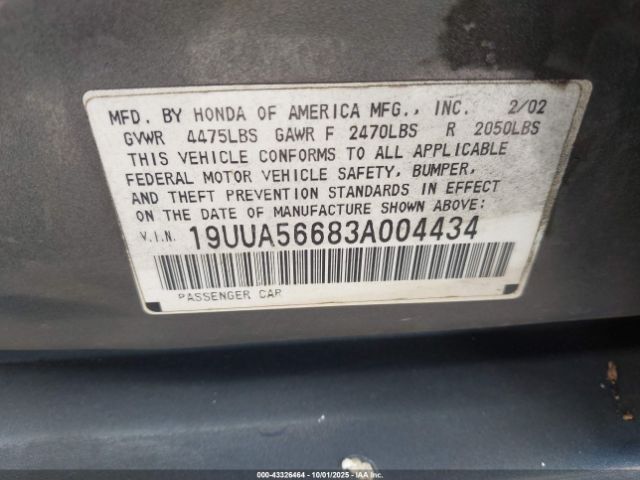 MFD. BY HONDA OF AMERICA MFG., INC. 2/02
GVWR 4475LBS GAWR F 2470LBS R 2050LBS
THIS VEHICLE CONFORMS TO ALL APPLICABLE
FEDERAL MOTOR VEHICLE SAFETY, BUMPER,
AND THEFT PREVENTION STANDARDS IN EFFECT
ON THE DATE OF MANUFACTURE SHOWN ABOVE:
V.I.N. 19UUA56683A004434
PASSENGER CAR
000-43326464 | 10/01/2025 | IAA Inc.